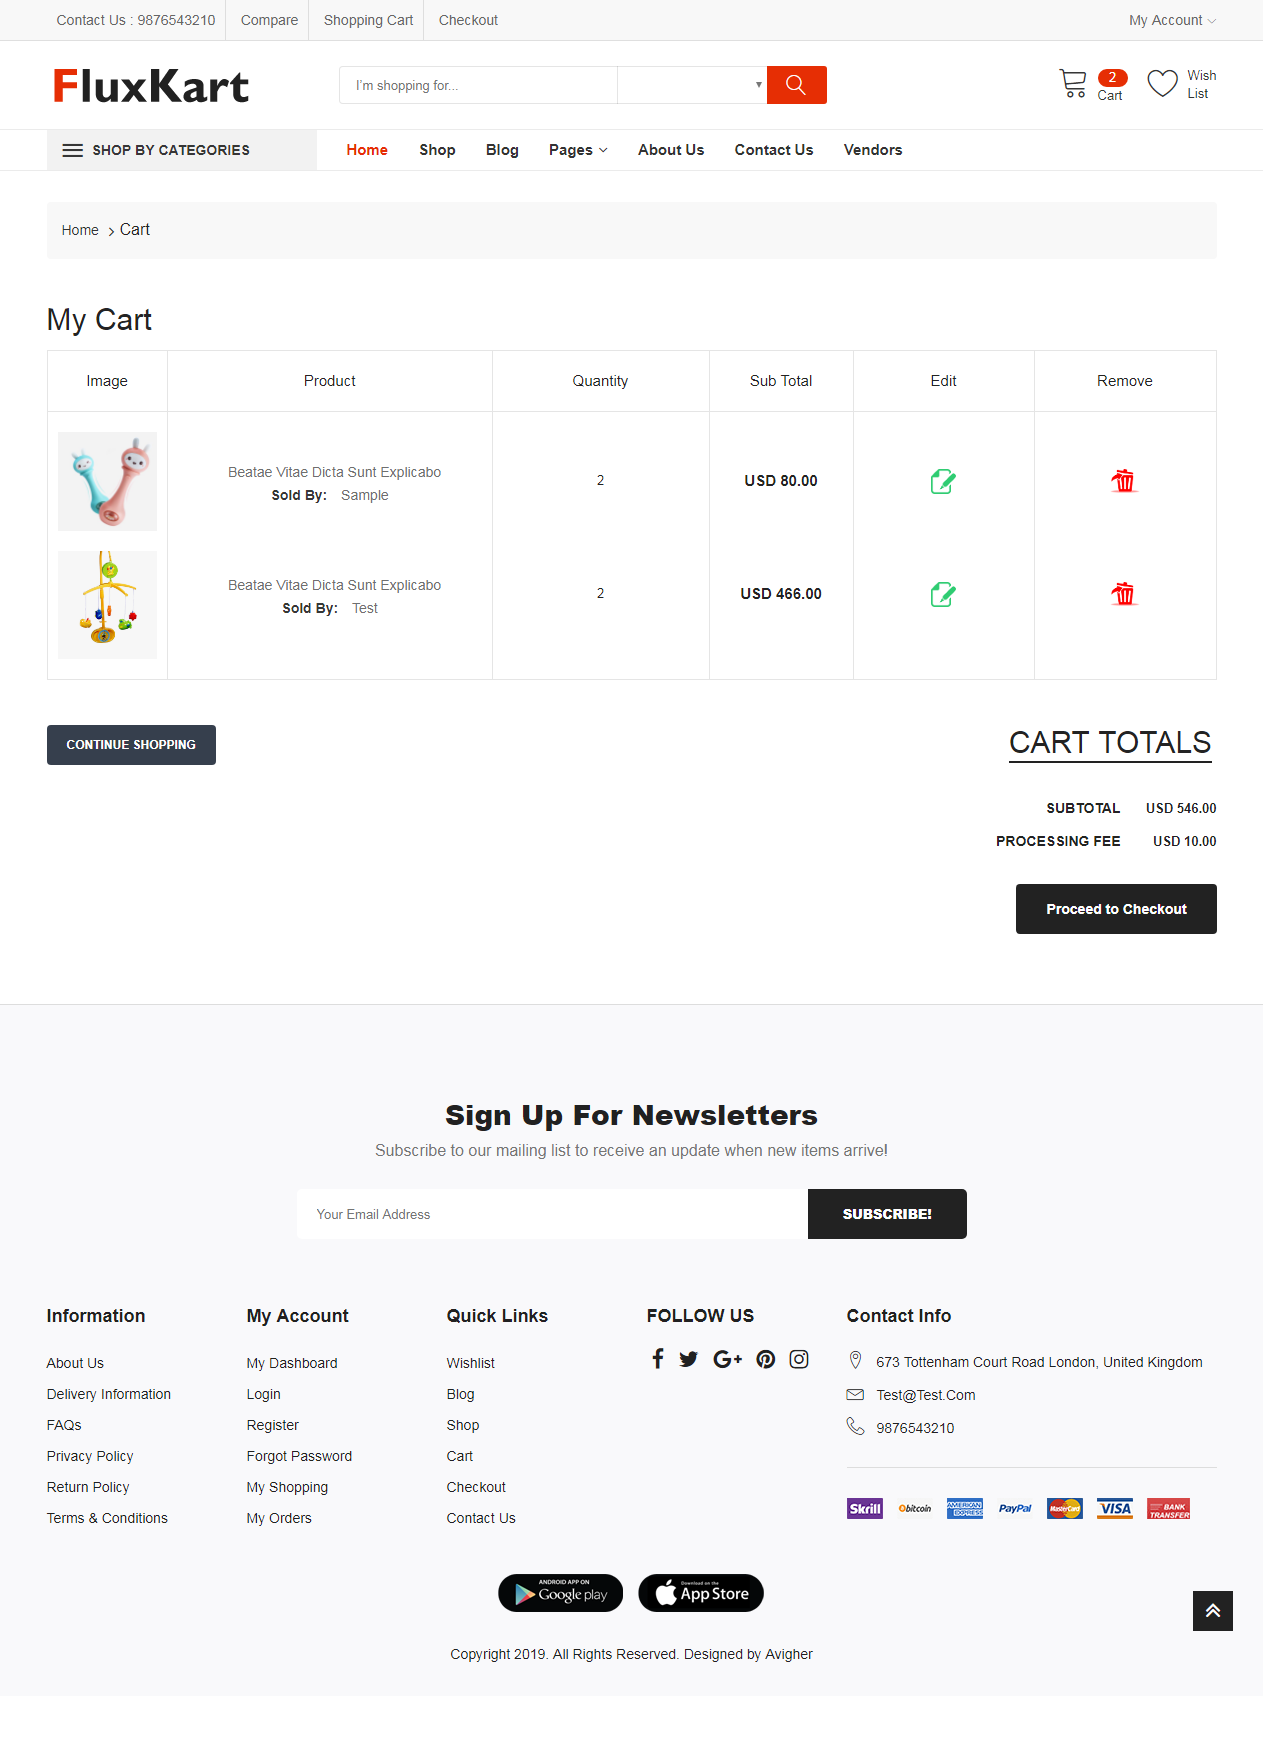 Contact Us : 9876543210 Compare Shopping Cart Checkout My Account
FluxKart
I'm shopping for...
2
Cart
Wish
List
SHOP BY CATEGORIES
Home Shop Blog Pages About Us Contact Us Vendors
Home Cart
My Cart
Image Product Quantity Sub Total Edit Remove
Beatae Vitae Dicta Sunt Explicabo
Sold By: Sample
2
USD 80.00
Beatae Vitae Dicta Sunt Explicabo
Sold By: Test
2
USD 466.00
CONTINUE SHOPPING
CART TOTALS
SUBTOTAL USD 546.00
PROCESSING FEE USD 10.00
Proceed to Checkout
Sign Up For Newsletters
Subscribe to our mailing list to receive an update when new items arrive!
Your Email Address
SUBSCRIBE!
Information
About Us
Delivery Information
FAQs
Privacy Policy
Return Policy
Terms & Conditions
My Account
My Dashboard
Login
Register
Forgot Password
My Shopping
My Orders
Quick Links
Wishlist
Blog
Shop
Cart
Checkout
Contact Us
FOLLOW US
Contact Info
673 Tottenham Court Road London, United Kingdom
Test@Test.Com
9876543210
Skrill
bitcoin
AMERICAN EXPRESS
PayPal
MasterCard
VISA
BANK TRANSFER
ANDROID APP ON
Google play
Download on the
App Store
Copyright 2019. All Rights Reserved. Designed by Avigher